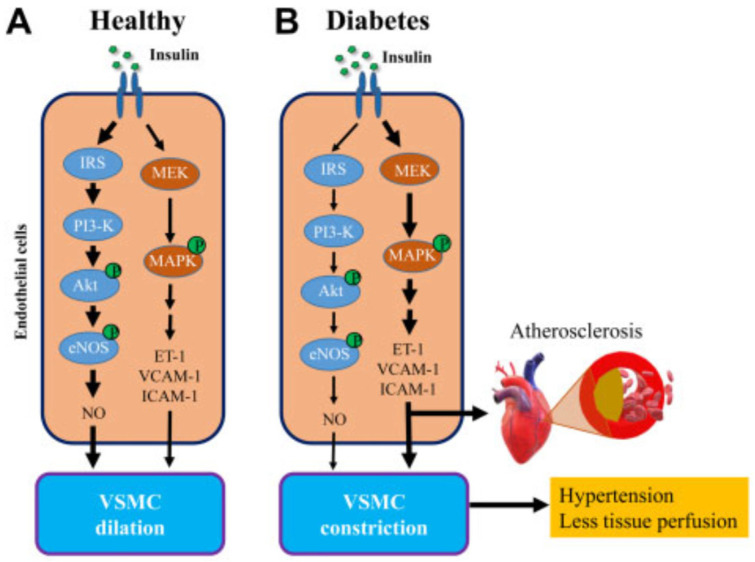 A
Healthy
Insulin
Endothelial cells
IRS
MEK
PI3-K
MAPK
P
Akt
P
eNOS
P
ET-1
VCAM-1
ICAM-1
NO
VSMC
dilation
B
Diabetes
Insulin
IRS
MEK
PI3-K
MAPK
P
Akt
P
eNOS
P
ET-1
VCAM-1
ICAM-1
NO
VSMC
constriction
Atherosclerosis
Hypertension
Less tissue perfusion